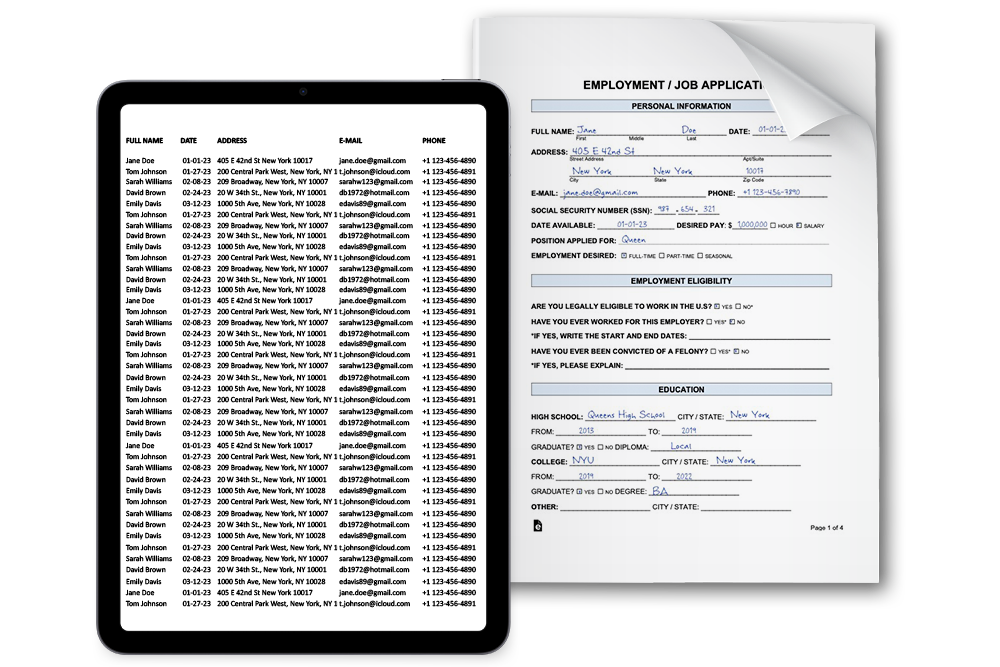 FULL NAME DATE ADDRESS E-MAIL PHONE
Jane Doe 01-01-23 405 E 42nd St New York 10017 jane.doe@gmail.com +1 123-456-4890
Tom Johnson 01-27-23 200 Central Park West, New York, NY 1 t.johnson@icloud.com +1 123-456-4891
Sarah Williams 02-08-23 209 Broadway, New York, NY 10007 sarahw123@gmail.com +1 123-456-4890
David Brown 02-24-23 20 W 34th St., New York, NY 10001 db1972@hotmail.com +1 123-456-4890
Emily Davis 03-12-23 1000 5th Ave, New York, NY 10028 edavis89@gmail.com +1 123-456-4890
Tom Johnson 01-27-23 200 Central Park West, New York, NY 1 t.johnson@icloud.com +1 123-456-4891
Sarah Williams 02-08-23 209 Broadway, New York, NY 10007 sarahw123@gmail.com +1 123-456-4890
David Brown 02-24-23 20 W 34th St., New York, NY 10001 db1972@hotmail.com +1 123-456-4890
Emily Davis 03-12-23 1000 5th Ave, New York, NY 10028 edavis89@gmail.com +1 123-456-4890
Tom Johnson 01-27-23 200 Central Park West, New York, NY 1 t.johnson@icloud.com +1 123-456-4891
Sarah Williams 02-08-23 209 Broadway, New York, NY 10007 sarahw123@gmail.com +1 123-456-4890
David Brown 02-24-23 20 W 34th St., New York, NY 10001 db1972@hotmail.com +1 123-456-4890
Emily Davis 03-12-23 1000 5th Ave, New York, NY 10028 edavis89@gmail.com +1 123-456-4890
Jane Doe 01-01-23 405 E 42nd St New York 10017 jane.doe@gmail.com +1 123-456-4890
Tom Johnson 01-27-23 200 Central Park West, New York, NY 1 t.johnson@icloud.com +1 123-456-4891
Sarah Williams 02-08-23 209 Broadway, New York, NY 10007 sarahw123@gmail.com +1 123-456-4890
David Brown 02-24-23 20 W 34th St., New York, NY 10001 db1972@hotmail.com +1 123-456-4890
Emily Davis 03-12-23 1000 5th Ave, New York, NY 10028 edavis89@gmail.com +1 123-456-4890
Tom Johnson 01-27-23 200 Central Park West, New York, NY 1 t.johnson@icloud.com +1 123-456-4891
Sarah Williams 02-08-23 209 Broadway, New York, NY 10007 sarahw123@gmail.com +1 123-456-4890
David Brown 02-24-23 20 W 34th St., New York, NY 10001 db1972@hotmail.com +1 123-456-4890
Emily Davis 03-12-23 1000 5th Ave, New York, NY 10028 edavis89@gmail.com +1 123-456-4890
Tom Johnson 01-27-23 200 Central Park West, New York, NY 1 t.johnson@icloud.com +1 123-456-4891
Sarah Williams 02-08-23 209 Broadway, New York, NY 10007 sarahw123@gmail.com +1 123-456-4890
David Brown 02-24-23 20 W 34th St., New York, NY 10001 db1972@hotmail.com +1 123-456-4890
Emily Davis 03-12-23 1000 5th Ave, New York, NY 10028 edavis89@gmail.com +1 123-456-4890
Jane Doe 01-01-23 405 E 42nd St New York 10017 jane.doe@gmail.com +1 123-456-4890
Tom Johnson 01-27-23 200 Central Park West, New York, NY 1 t.johnson@icloud.com +1 123-456-4891
Sarah Williams 02-08-23 209 Broadway, New York, NY 10007 sarahw123@gmail.com +1 123-456-4890
David Brown 02-24-23 20 W 34th St., New York, NY 10001 db1972@hotmail.com +1 123-456-4890
Emily Davis 03-12-23 1000 5th Ave, New York, NY 10028 edavis89@gmail.com +1 123-456-4890
Tom Johnson 01-27-23 200 Central Park West, New York, NY 1 t.johnson@icloud.com +1 123-456-4891
Sarah Williams 02-08-23 209 Broadway, New York, NY 10007 sarahw123@gmail.com +1 123-456-4890
David Brown 02-24-23 20 W 34th St., New York, NY 10001 db1972@hotmail.com +1 123-456-4890
Emily Davis 03-12-23 1000 5th Ave, New York, NY 10028 edavis89@gmail.com +1 123-456-4890
Tom Johnson 01-27-23 200 Central Park West, New York, NY 1 t.johnson@icloud.com +1 123-456-4891
Sarah Williams 02-08-23 209 Broadway, New York, NY 10007 sarahw123@gmail.com +1 123-456-4890
David Brown 02-24-23 20 W 34th St., New York, NY 10001 db1972@hotmail.com +1 123-456-4890
Emily Davis 03-12-23 1000 5th Ave, New York, NY 10028 edavis89@gmail.com +1 123-456-4890
Jane Doe 01-01-23 405 E 42nd St New York 10017 jane.doe@gmail.com +1 123-456-4890
Tom Johnson 01-27-23 200 Central Park West, New York, NY 1 t.johnson@icloud.com +1 123-456-4891
EMPLOYMENT / JOB APPLICATI
PERSONAL INFORMATION
FULL NAME: Jane Doe DATE: 01-01-2
First Middle Last
ADDRESS: 405 E 42nd St
Street Address Apt/Suite
New York New York 10017
City State Zip Code
E-MAIL: jane.doe@gmail.com PHONE: +1 123-456-7890
SOCIAL SECURITY NUMBER (SSN): 987 - 654 - 321
DATE AVAILABLE: 01-01-23 DESIRED PAY: $ 1,000,000 HOUR SALARY
POSITION APPLIED FOR: Queen
EMPLOYMENT DESIRED: FULL-TIME PART-TIME SEASONAL
EMPLOYMENT ELIGIBILITY
ARE YOU LEGALLY ELIGIBLE TO WORK IN THE U.S? YES NO*
HAVE YOU EVER WORKED FOR THIS EMPLOYER? YES* NO
*IF YES, WRITE THE START AND END DATES:
HAVE YOU EVER BEEN CONVICTED OF A FELONY? YES* NO
*IF YES, PLEASE EXPLAIN:
EDUCATION
HIGH SCHOOL: Queens High School CITY / STATE: New York
FROM: 2013 TO: 2019
GRADUATE? YES NO DIPLOMA: Local
COLLEGE: NYU CITY / STATE: New York
FROM: 2019 TO: 2022
GRADUATE? YES NO DEGREE: BA
OTHER: CITY / STATE:
e Page 1 of 4